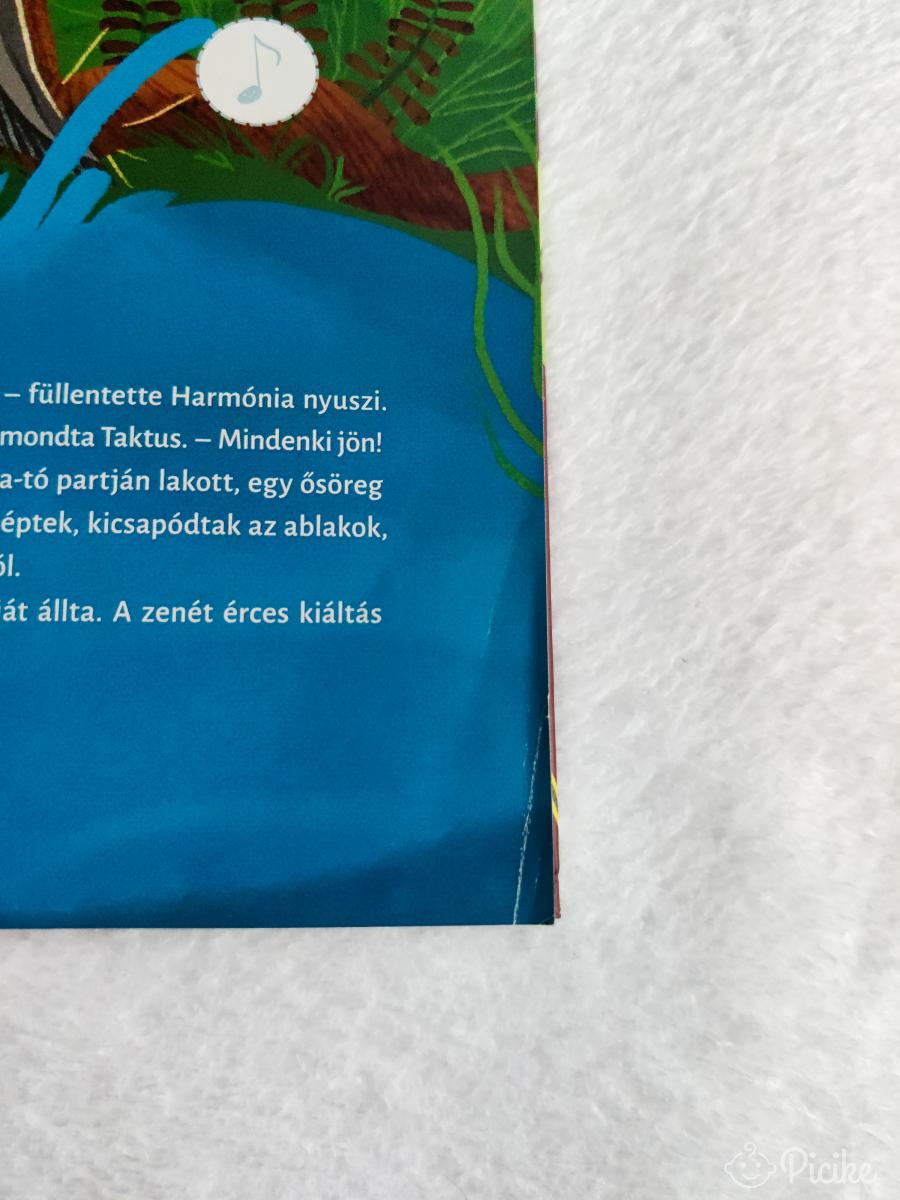 – füllentette Harmónia nyuszi.
mondta Taktus. – Mindenki jön!
a-tó partján lakott, egy ősöreg
éptek, kicsapódtak az ablakok,
ól.
ját állta. A zenét érces kiáltás
Picike